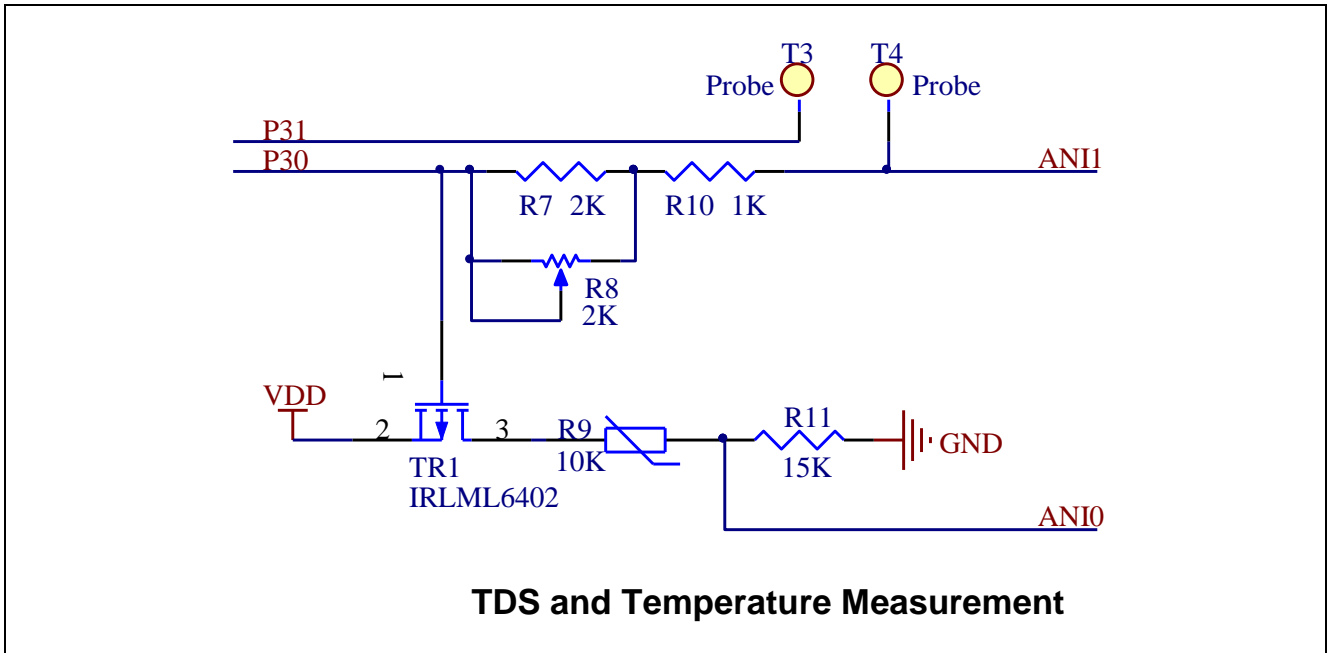 T3
T4
Probe
Probe
P31
P30
ANI1
R7 2K
R10 1K
R8
2K
1
VDD
2
3
R9
10K
R11
15K
GND
TR1
IRLML6402
ANI0
TDS and Temperature Measurement